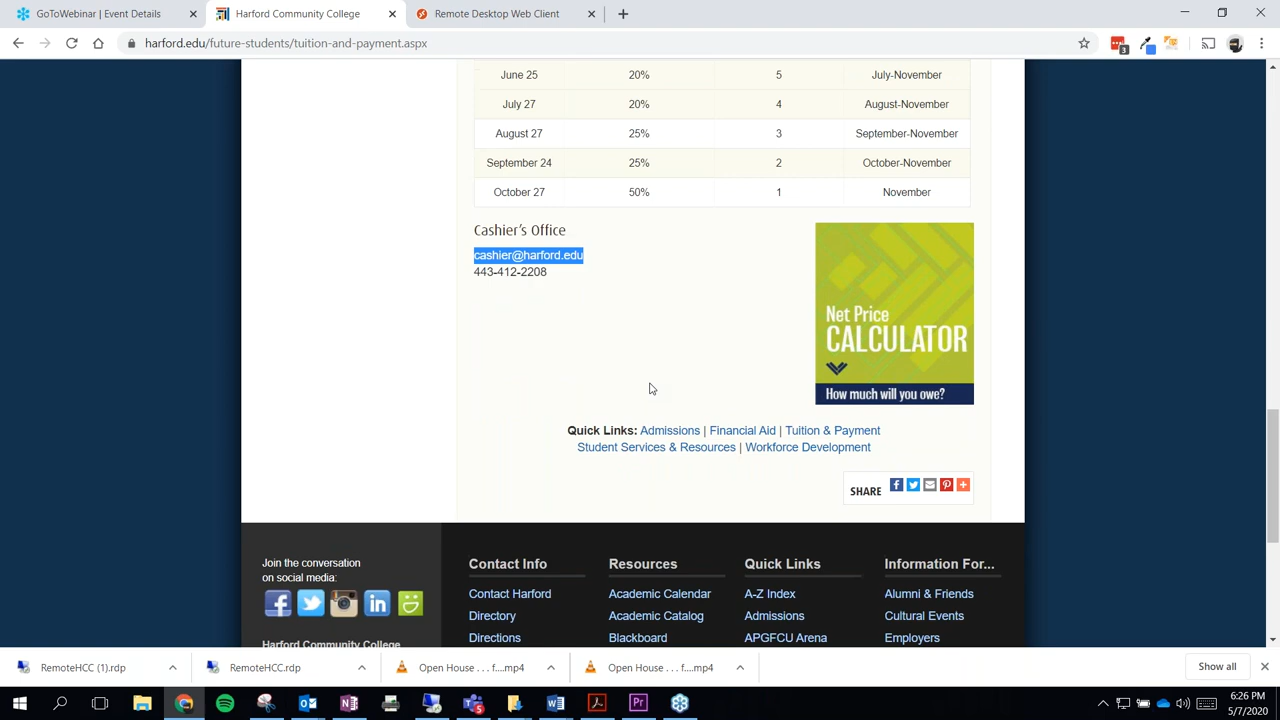 GoToWebinar | Event Details
Harford Community College
Remote Desktop Web Client
harford.edu/future-students/tuition-and-payment.aspx
3
June 25 20% 5 July-November
July 27 20% 4 August-November
August 27 25% 3 September-November
September 24 25% 2 October-November
October 27 50% 1 November
Cashier's Office
cashier@harford.edu
443-412-2208
Net Price
CALCULATOR
How much will you owe?
Quick Links: Admissions | Financial Aid | Tuition & Payment
Student Services & Resources | Workforce Development
SHARE
Join the conversation
on social media:
Harford Community College
Contact Info
Contact Harford
Directory
Directions
Resources
Academic Calendar
Academic Catalog
Blackboard
Quick Links
A-Z Index
Admissions
APGFCU Arena
Information For...
Alumni & Friends
Cultural Events
Employers
RemoteHCC (1).rdp
RemoteHCC.rdp
Open House . . . f....mp4
Open House . . . f....mp4
Show all
6:26 PM
5/7/2020